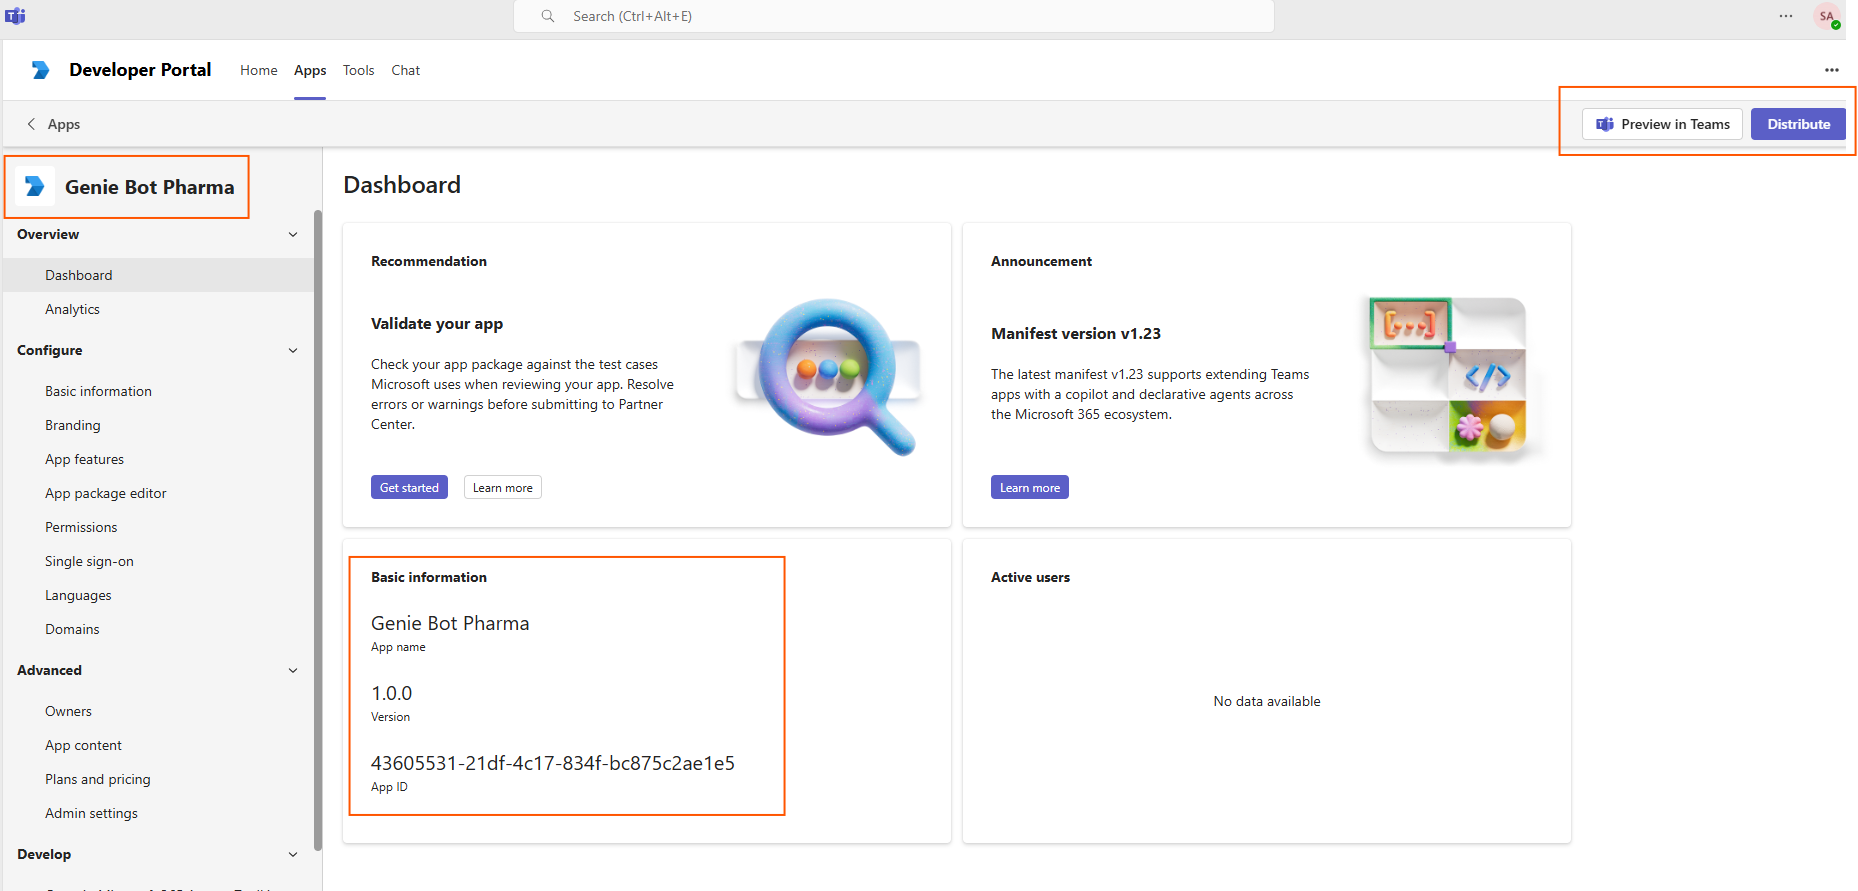 Search (Ctrl+Alt+E)
SA
Developer Portal
Home
Apps
Tools
Chat
Apps
Preview in Teams
Distribute
Genie Bot Pharma
Overview
Dashboard
Analytics
Configure
Basic information
Branding
App features
App package editor
Permissions
Single sign-on
Languages
Domains
Advanced
Owners
App content
Plans and pricing
Admin settings
Develop
Dashboard
Recommendation
Validate your app
Check your app package against the test cases
Microsoft uses when reviewing your app. Resolve
errors or warnings before submitting to Partner
Center.
Get started
Learn more
Announcement
Manifest version v1.23
The latest manifest v1.23 supports extending Teams
apps with a copilot and declarative agents across
the Microsoft 365 ecosystem.
Learn more
Basic information
Genie Bot Pharma
App name
1.0.0
Version
43605531-21df-4c17-834f-bc875c2ae1e5
App ID
Active users
No data available